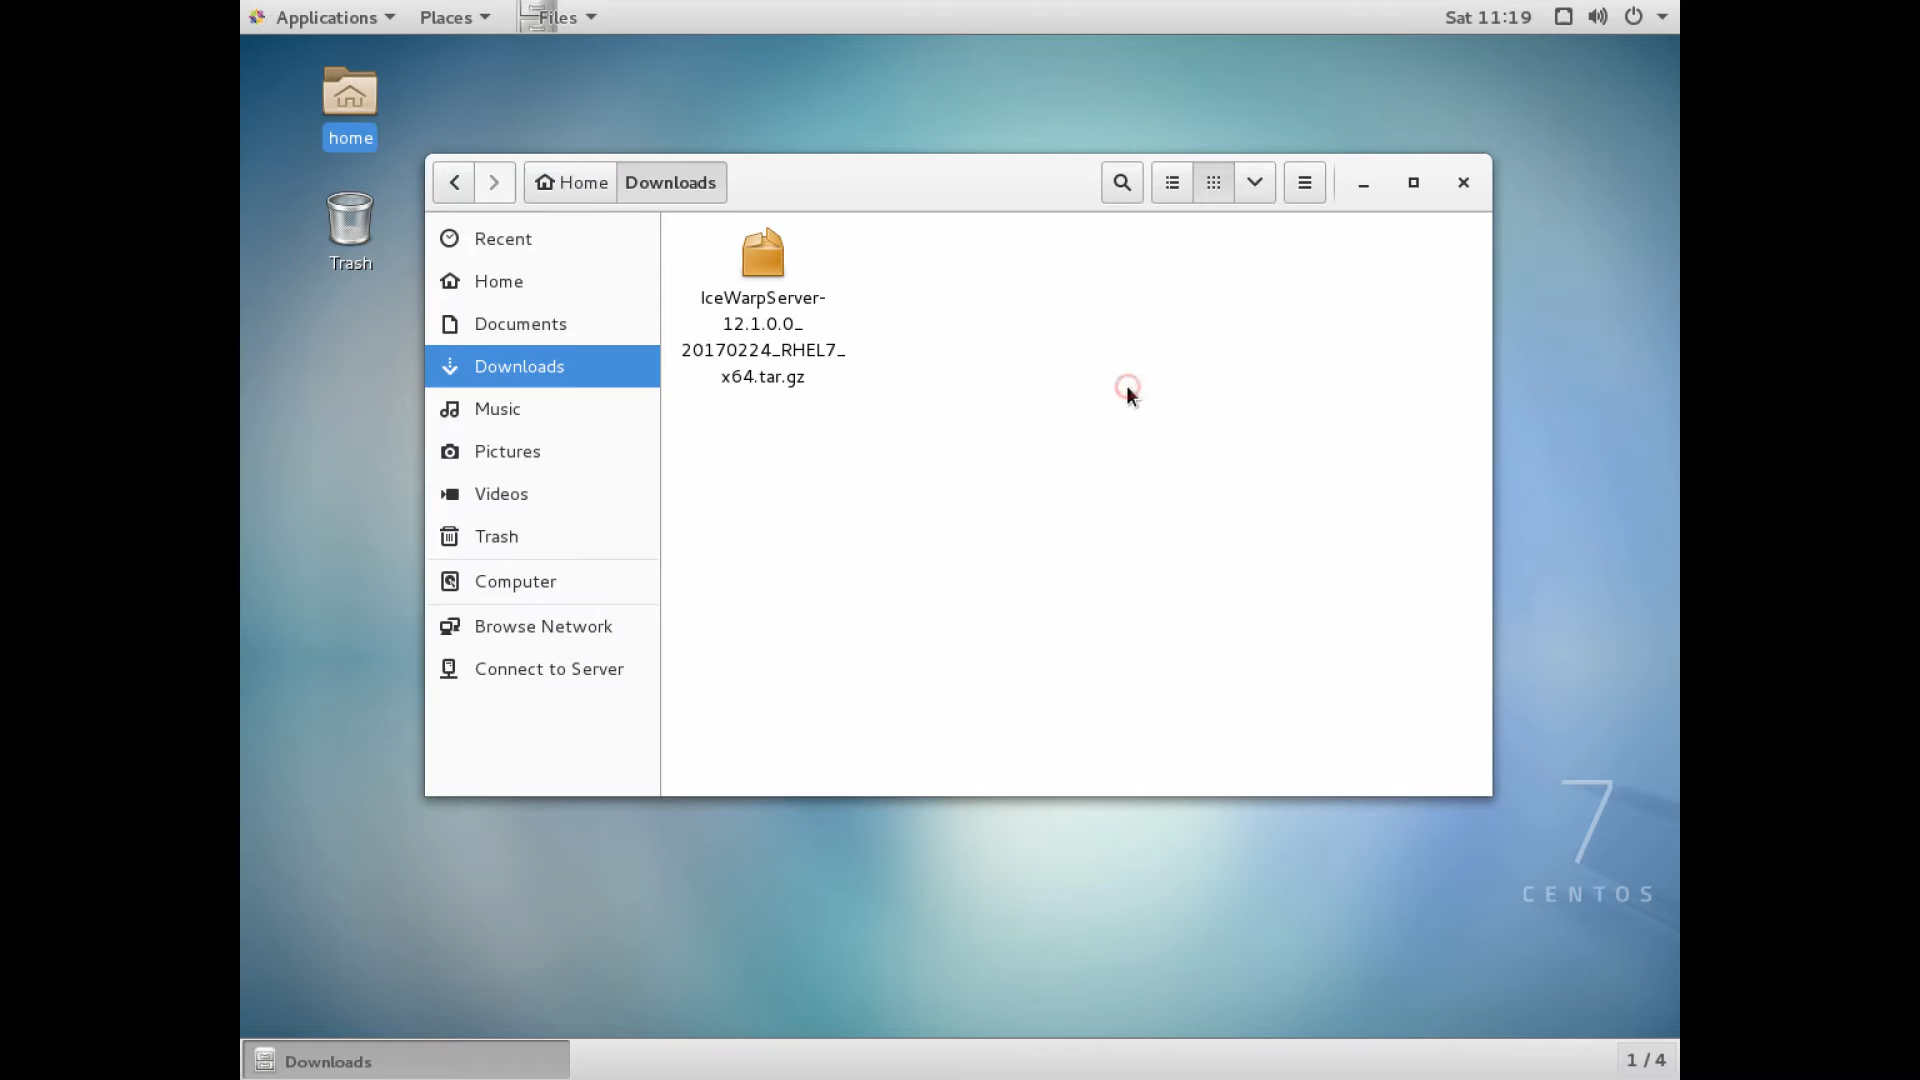 Applications Places Files Sat 11:19
home
Trash
Home Downloads
Recent
Home
Documents
Downloads
Music
Pictures
Videos
Trash
Computer
Browse Network
Connect to Server
IceWarpServer-
12.1.0.0_
20170224_RHEL7_
x64.tar.gz
7
CENTOS
Downloads 1 / 4